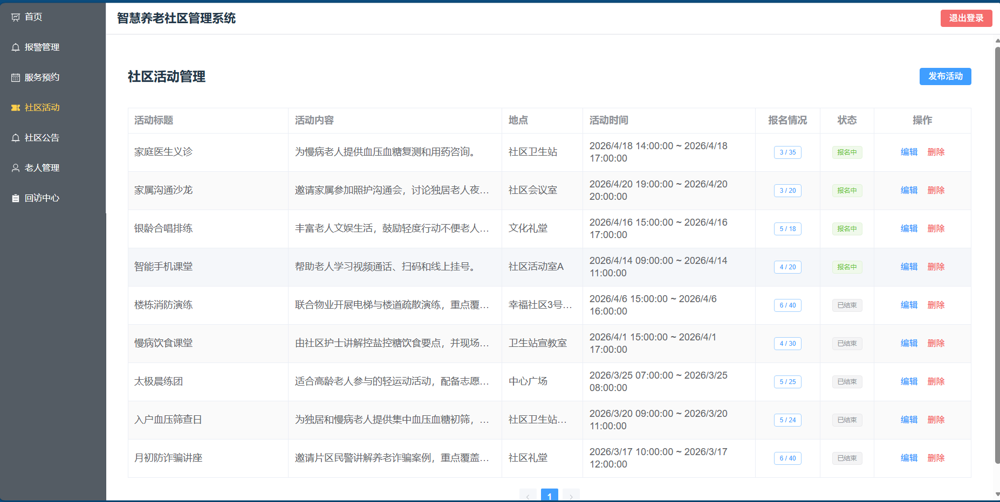 首页
报警管理
服务预约
社区活动
社区公告
老人管理
回访中心
智慧养老社区管理系统
退出登录
社区活动管理
发布活动
活动标题 活动内容 地点 活动时间 报名情况 状态 操作
家庭医生义诊 为慢病老人提供血压血糖复测和用药咨询。 社区卫生站 2026/4/18 14:00:00 ~ 2026/4/18 17:00:00 3 / 35 报名中 编辑 删除
家属沟通沙龙 邀请家属参加照护沟通会，讨论独居老人夜… 社区会议室 2026/4/20 19:00:00 ~ 2026/4/20 20:00:00 3 / 20 报名中 编辑 删除
银龄合唱排练 丰富老人文娱生活，鼓励轻度行动不便老人… 文化礼堂 2026/4/16 15:00:00 ~ 2026/4/16 17:00:00 5 / 18 报名中 编辑 删除
智能手机课堂 帮助老人学习视频通话、扫码和线上挂号。 社区活动室A 2026/4/14 09:00:00 ~ 2026/4/14 11:00:00 4 / 20 报名中 编辑 删除
楼栋消防演练 联合物业开展电梯与楼道疏散演练，重点覆… 幸福社区3号… 2026/4/6 15:00:00 ~ 2026/4/6 16:00:00 6 / 40 已结束 编辑 删除
慢病饮食课堂 由社区护士讲解控盐控糖饮食要点，并现场… 卫生站宣教室 2026/4/1 15:00:00 ~ 2026/4/1 17:00:00 4 / 30 已结束 编辑 删除
太极晨练团 适合高龄老人参与的轻运动活动，配备志愿… 中心广场 2026/3/25 07:00:00 ~ 2026/3/25 08:00:00 5 / 25 已结束 编辑 删除
入户血压筛查日 为独居和慢病老人提供集中血压血糖初筛，… 社区卫生站… 2026/3/20 09:00:00 ~ 2026/3/20 11:00:00 5 / 24 已结束 编辑 删除
月初防诈骗讲座 邀请片区民警讲解养老诈骗案例，重点覆盖… 社区礼堂 2026/3/17 10:00:00 ~ 2026/3/17 12:00:00 6 / 40 已结束 编辑 删除
1